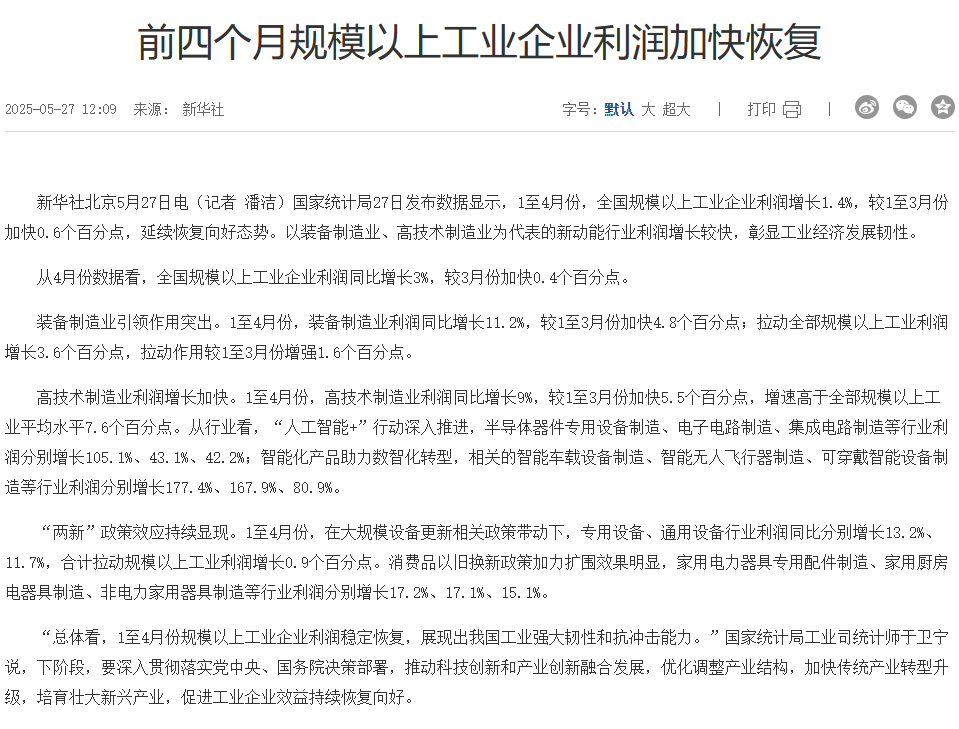 前四个月规模以上工业企业利润加快恢复
2025-05-27 12:09 来源： 新华社 字号：默认 大 超大 | 打印 |
新华社北京5月27日电（记者 潘洁）国家统计局27日发布数据显示，1至4月份，全国规模以上工业企业利润增长1.4%，较1至3月份
加快0.6个百分点，延续恢复向好态势。以装备制造业、高技术制造业为代表的新动能行业利润增长较快，彰显工业经济发展韧性。
从4月份数据看，全国规模以上工业企业利润同比增长3%，较3月份加快0.4个百分点。
装备制造业引领作用突出。1至4月份，装备制造业利润同比增长11.2%，较1至3月份加快4.8个百分点；拉动全部规模以上工业利润
增长3.6个百分点，拉动作用较1至3月份增强1.6个百分点。
高技术制造业利润增长加快。1至4月份，高技术制造业利润同比增长9%，较1至3月份加快5.5个百分点，增速高于全部规模以上工
业平均水平7.6个百分点。从行业看，“人工智能+”行动深入推进，半导体器件专用设备制造、电子电路制造、集成电路制造等行业利
润分别增长105.1%、43.1%、42.2%；智能化产品助力数智化转型，相关的智能车载设备制造、智能无人飞行器制造、可穿戴智能设备制
造等行业利润分别增长177.4%、167.9%、80.9%。
“两新”政策效应持续显现。1至4月份，在大规模设备更新相关政策带动下，专用设备、通用设备行业利润同比分别增长13.2%、
11.7%，合计拉动规模以上工业利润增长0.9个百分点。消费品以旧换新政策加力扩围效果明显，家用电力器具专用配件制造、家用厨房
电器具制造、非电力家用器具制造等行业利润分别增长17.2%、17.1%、15.1%。
“总体看，1至4月份规模以上工业企业利润稳定恢复，展现出我国工业强大韧性和抗冲击能力。”国家统计局工业司统计师于卫宁
说，下阶段，要深入贯彻落实党中央、国务院决策部署，推动科技创新和产业创新融合发展，优化调整产业结构，加快传统产业转型升
级，培育壮大新兴产业，促进工业企业效益持续恢复向好。